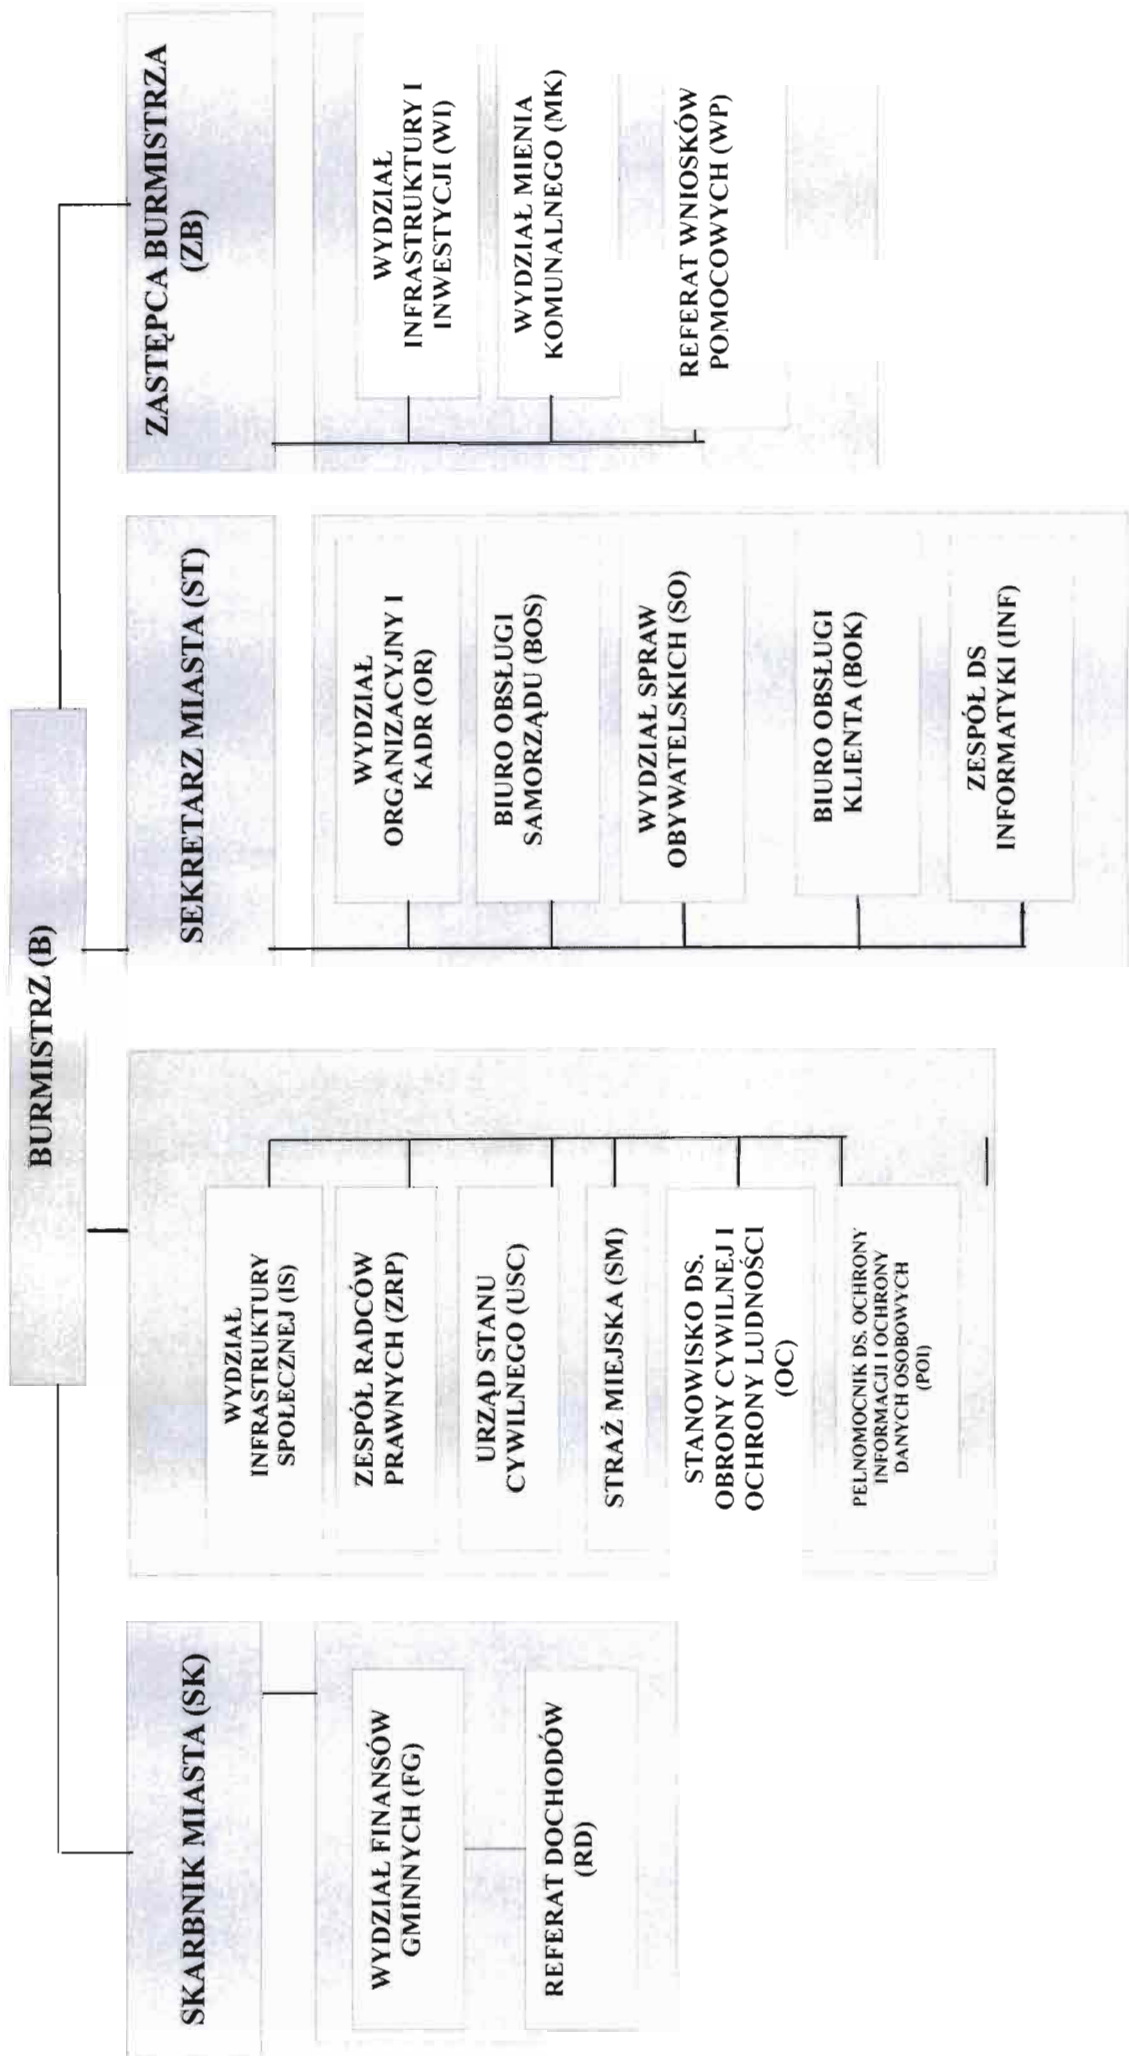 BURMISTRZ (B)
SKARBNIK MIASTA (SK)
WYDZIAŁ FINANSÓW
GMINNYCH (FG)
REFERAT DOCHODÓW
(RD)
WYDZIAŁ
INFRASTRUKTURY
SPOŁECZNEJ (IS)
ZESPÓŁ RADCÓW
PRAWNYCH (ZRP)
URZĄD STANU
CYWILNEGO (USC)
STRAŻ MIEJSKA (SM)
STANOWISKO DS.
OBRONY CYWILNEJ I
OCHRONY LUDNOŚCI
(OC)
PEŁNOMOCNIK DS. OCHRONY
INFORMACJI I OCHRONY
DANYCH OSOBOWYCH
(POI)
SEKRETARZ MIASTA (ST)
WYDZIAŁ
ORGANIZACYJNY I
KADR (OR)
BIURO OBSŁUGI
SAMORZĄDU (BOS)
WYDZIAŁ SPRAW
OBYWATELSKICH (SO)
BIURO OBSŁUGI
KLIENTA (BOK)
ZESPÓŁ DS
INFORMATYKI (INF)
ZASTĘPCA BURMISTRZA
(ZB)
WYDZIAŁ
INFRASTRUKTURY I
INWESTYCJI (WI)
WYDZIAŁ MIENIA
KOMUNALNEGO (MK)
REFERAT WNIOSKÓW
POMOCOWYCH (WP)